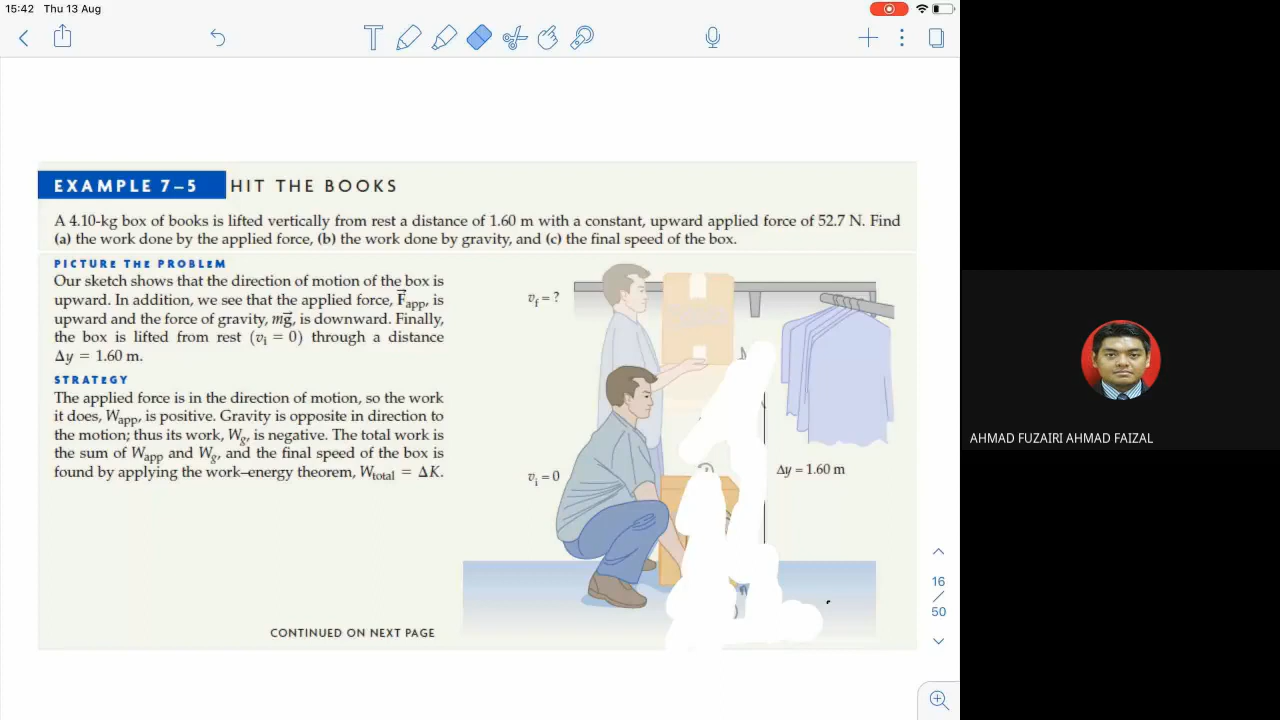 15:42 Thu 13 Aug
EXAMPLE 7–5 HIT THE BOOKS
A 4.10-kg box of books is lifted vertically from rest a distance of 1.60 m with a constant, upward applied force of 52.7 N. Find
(a) the work done by the applied force, (b) the work done by gravity, and (c) the final speed of the box.
PICTURE THE PROBLEM
Our sketch shows that the direction of motion of the box is
upward. In addition, we see that the applied force, F⃗app, is
upward and the force of gravity, mg⃗, is downward. Finally,
the box is lifted from rest (vi = 0) through a distance
Δy = 1.60 m.
STRATEGY
The applied force is in the direction of motion, so the work
it does, Wapp, is positive. Gravity is opposite in direction to
the motion; thus its work, Wg, is negative. The total work is
the sum of Wapp and Wg, and the final speed of the box is
found by applying the work–energy theorem, Wtotal = ΔK.
vf = ?
vi = 0
Δy = 1.60 m
CONTINUED ON NEXT PAGE
16
/
50
AHMAD FUZAIRI AHMAD FAIZAL